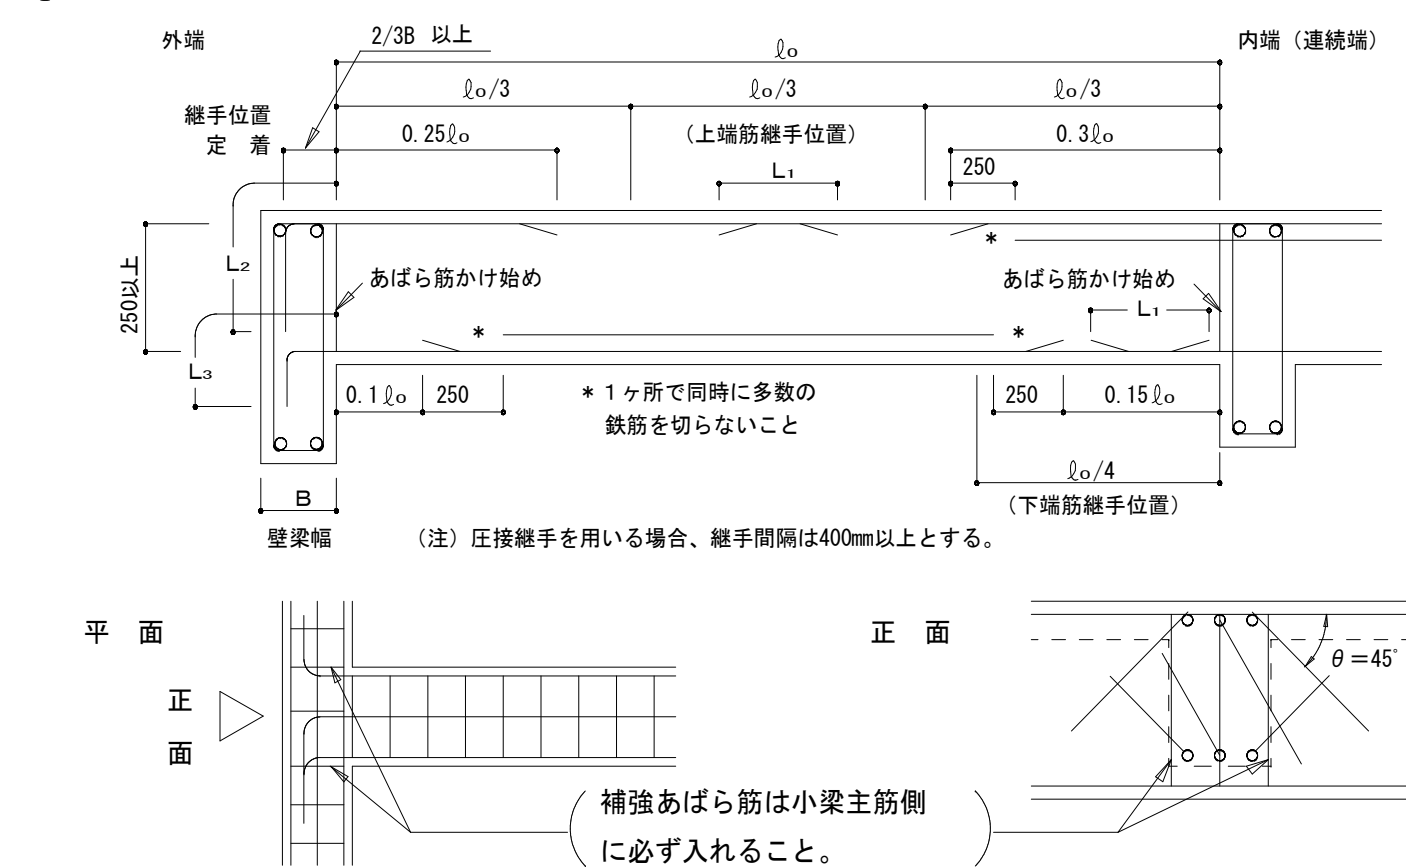 外端
2/3B 以上
ℓo
内端（連続端）
ℓo/3
ℓo/3
ℓo/3
継手位置
定　着
0.25ℓo
（上端筋継手位置）
0.3ℓo
L₁
250
*
L₂
あばら筋かけ始め
あばら筋かけ始め
250以上
L₁
*
*
L₃
0.1ℓo
250
＊１ヶ所で同時に多数の
鉄筋を切らないこと
250
0.15ℓo
ℓo/4
B
（下端筋継手位置）
壁梁幅
（注）圧接継手を用いる場合、継手間隔は400㎜以上とする。
平　面
正　面
θ＝45°
正
面
補強あばら筋は小梁主筋側
に必ず入れること。